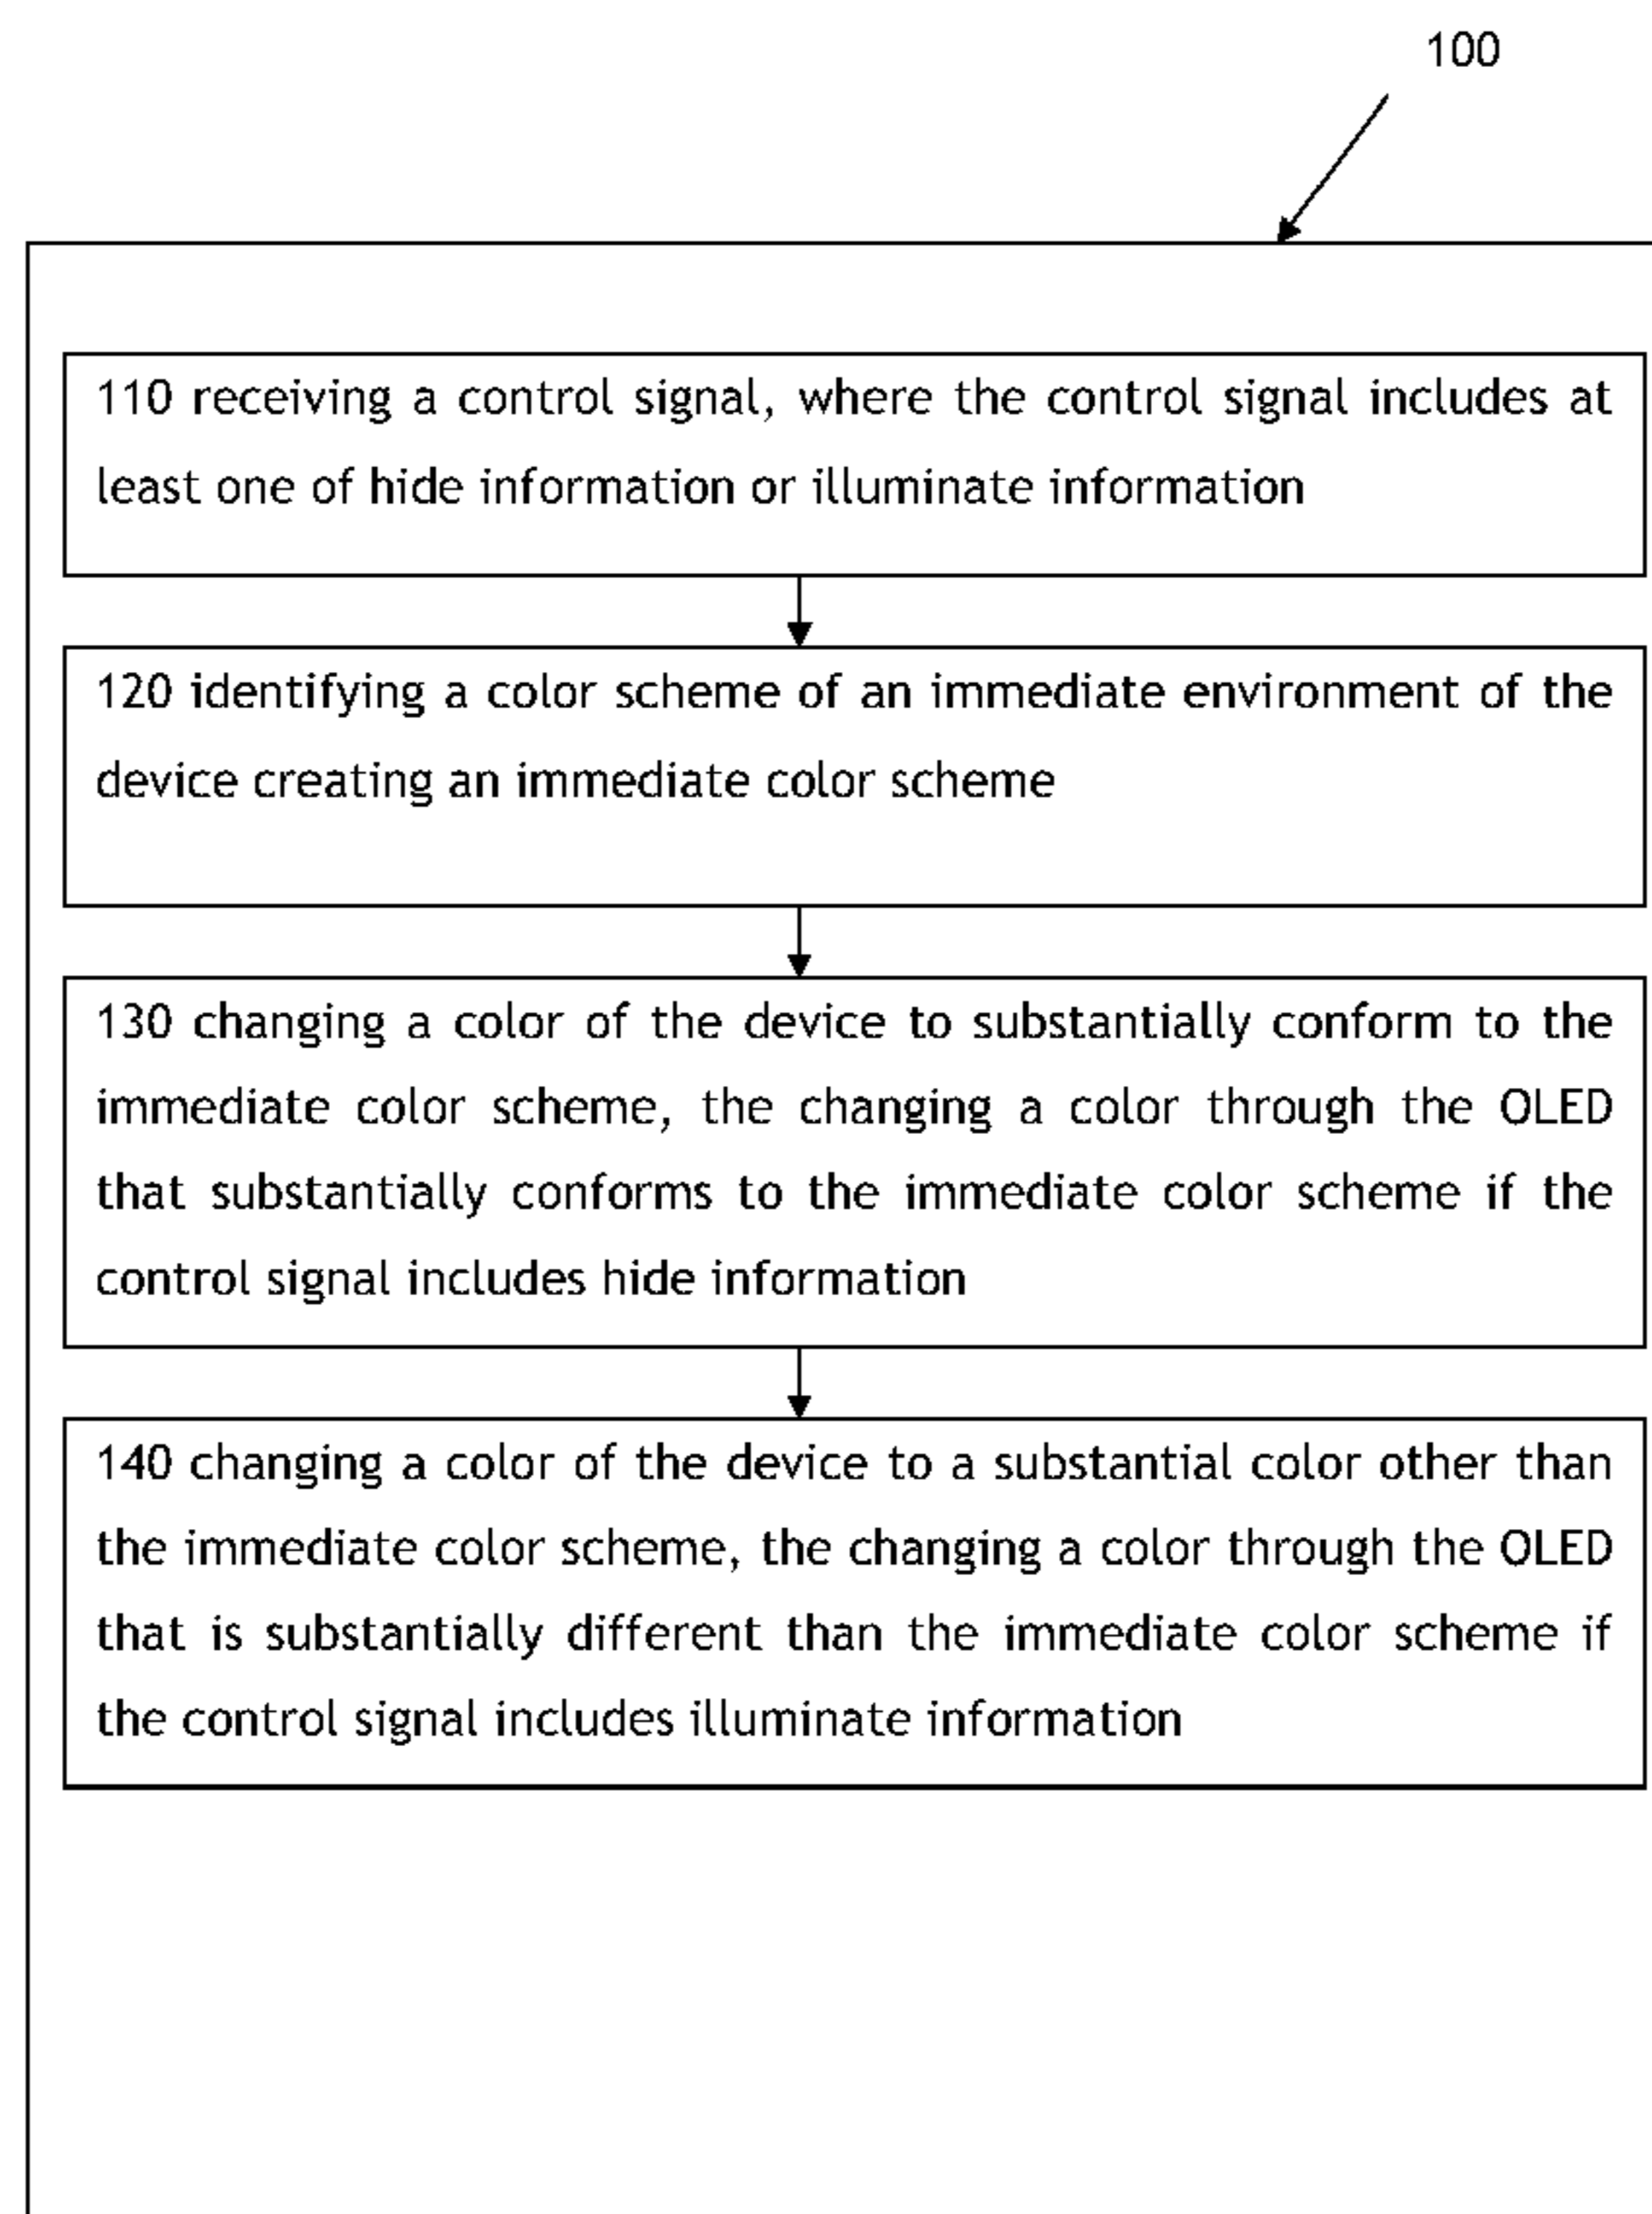 100
110 receiving a control signal, where the control signal includes at
least one of hide information or illuminate information
120 identifying a color scheme of an immediate environment of the
device creating an immediate color scheme
130 changing a color of the device to substantially conform to the
immediate color scheme, the changing a color through the OLED
that substantially conforms to the immediate color scheme if the
control signal includes hide information
140 changing a color of the device to a substantial color other than
the immediate color scheme, the changing a color through the OLED
that is substantially different than the immediate color scheme if
the control signal includes illuminate information